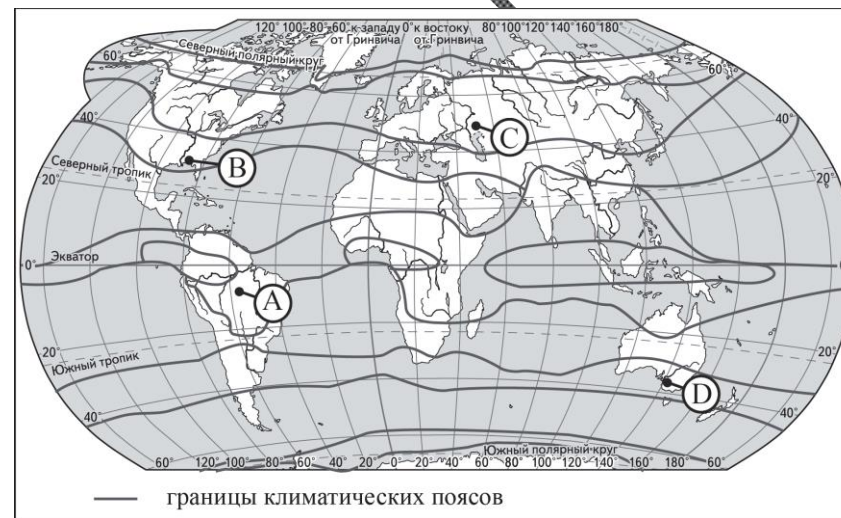 120°100°80°60° к западу 0° к востоку 80°100°120°140°160°180°
от Гринвича от Гринвича
Северный полярный круг
60° 60°
40° 40°
C
B
Северный тропик
20° 20°
Экватор
0° 0°
A
20° 20°
Южный тропик
D
40° 40°
Южный полярный круг
60° 120°100°80° 60° 40° 20° 0° 20° 40° 60° 80° 100° 120° 140° 160° 180° 60°
границы климатических поясов